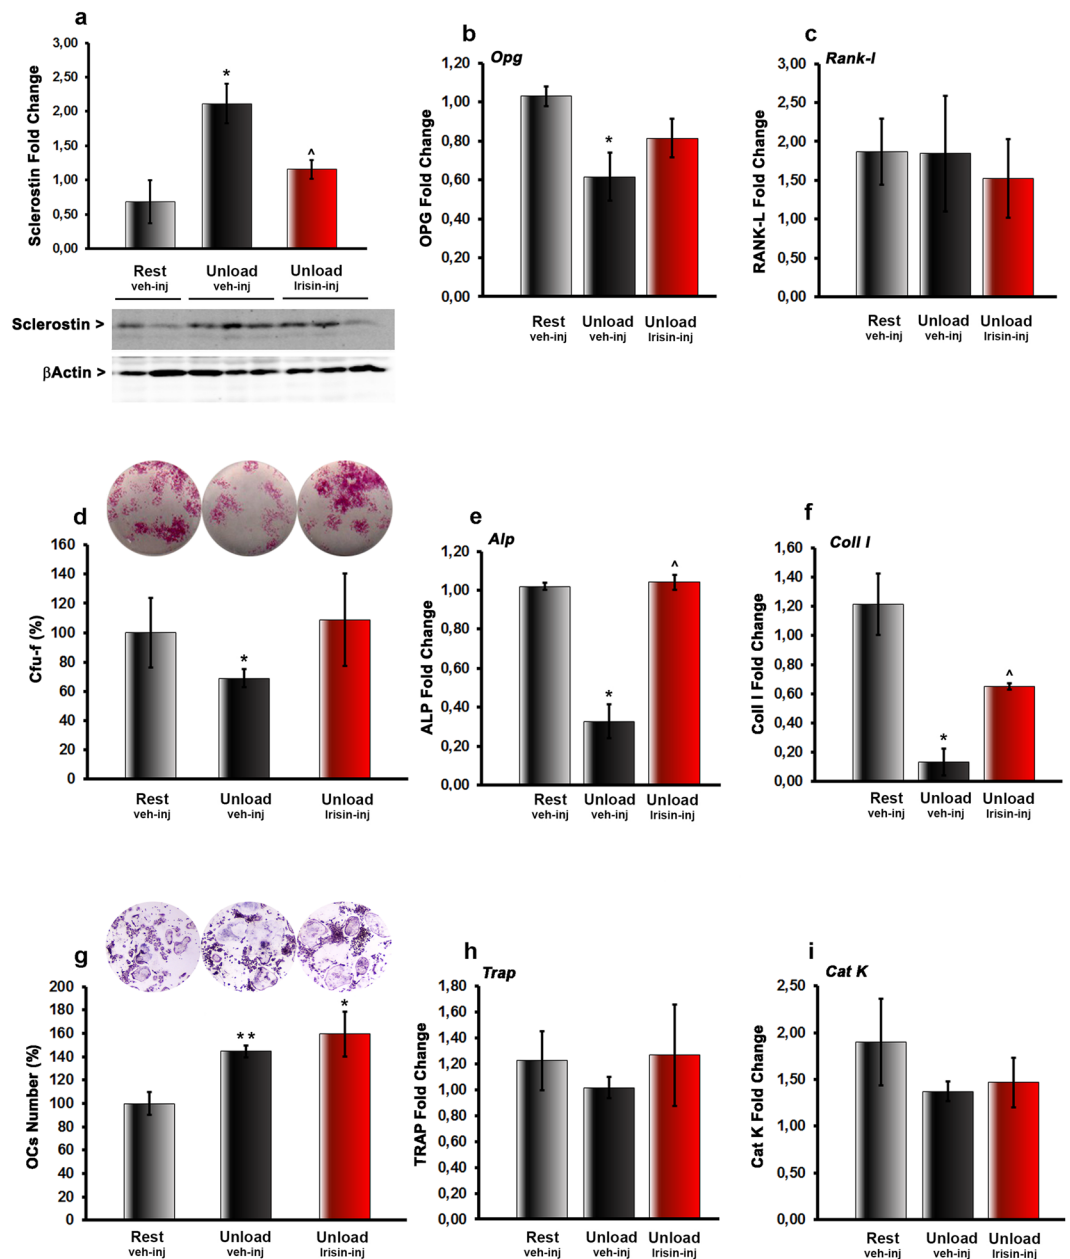 a
Sclerostin Fold Change
3,00
2,50
2,00
1,50
1,00
0,50
0,00
*
^
Rest
veh-inj
Unload
veh-inj
Unload
Irisin-inj
Sclerostin >
βActin >
b
Opg
OPG Fold Change
1,20
1,00
0,80
0,60
0,40
0,20
0,00
*
Rest
veh-inj
Unload
veh-inj
Unload
Irisin-inj
c
Rank-l
RANK-L Fold Change
3,00
2,50
2,00
1,50
1,00
0,50
0,00
Rest
veh-inj
Unload
veh-inj
Unload
Irisin-inj
d
Cfu-f (%)
160
140
120
100
80
60
40
20
0
*
Rest
veh-inj
Unload
veh-inj
Unload
Irisin-inj
e
Alp
ALP Fold Change
1,20
1,00
0,80
0,60
0,40
0,20
0,00
*
^
Rest
veh-inj
Unload
veh-inj
Unload
Irisin-inj
f
Coll I
Coll I Fold Change
1,60
1,40
1,20
1,00
0,80
0,60
0,40
0,20
0,00
*
^
Rest
veh-inj
Unload
veh-inj
Unload
Irisin-inj
g
OCs Number (%)
200
180
160
140
120
100
80
60
40
20
0
**
*
Rest
veh-inj
Unload
veh-inj
Unload
Irisin-inj
h
Trap
TRAP Fold Change
1,80
1,60
1,40
1,20
1,00
0,80
0,60
0,40
0,20
0,00
Rest
veh-inj
Unload
veh-inj
Unload
Irisin-inj
i
Cat K
Cat K Fold Change
2,50
2,00
1,50
1,00
0,50
0,00
Rest
veh-inj
Unload
veh-inj
Unload
Irisin-inj